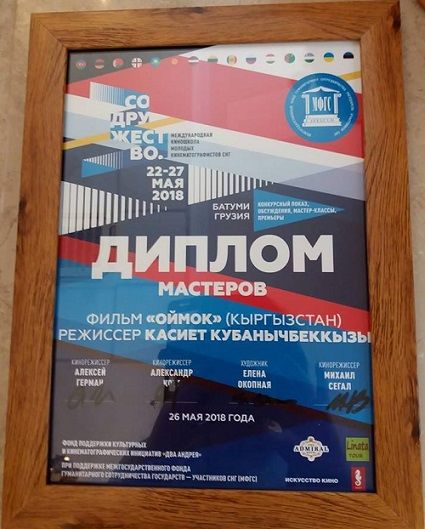 СО
ДРУ
ЖЕСТ
ВО.
МЕЖДУНАРОДНАЯ
КИНОШКОЛА
МОЛОДЫХ
КИНЕМАТОГРАФИСТОВ СНГ
22-27
МАЯ
2018
МФГС
БАТУМИ
ГРУЗИЯ
КОНКУРСНЫЙ ПОКАЗ,
ОБСУЖДЕНИЯ, МАСТЕР-КЛАССЫ,
ПРЕМЬЕРЫ
ДИПЛОМ
МАСТЕРОВ
ФИЛЬМ «ОЙМОК» (КЫРГЫЗСТАН)
РЕЖИССЕР КАСИЕТ КУБАНЫЧБЕККЫЗЫ
КИНОРЕЖИССЕР
АЛЕКСЕЙ
ГЕРМАН
КИНОРЕЖИССЕР
АЛЕКСАНДР
ХУДОЖНИК
ЕЛЕНА
ОКОПНАЯ
КИНОРЕЖИССЕР
МИХАИЛ
СЕГАЛ
26 МАЯ 2018 ГОДА
ФОНД ПОДДЕРЖКИ КУЛЬТУРНЫХ
И КИНЕМАТОГРАФИЧЕСКИХ ИНИЦИАТИВ «ДВА АНДРЕЯ»
ПРИ ПОДДЕРЖКЕ МЕЖГОСУДАРСТВЕННОГО ФОНДА
ГУМАНИТАРНОГО СОТРУДНИЧЕСТВА ГОСУДАРСТВ — УЧАСТНИКОВ СНГ (МФГС)
ADMIRAL
Linata
TOUR
ИСКУССТВО КИНО